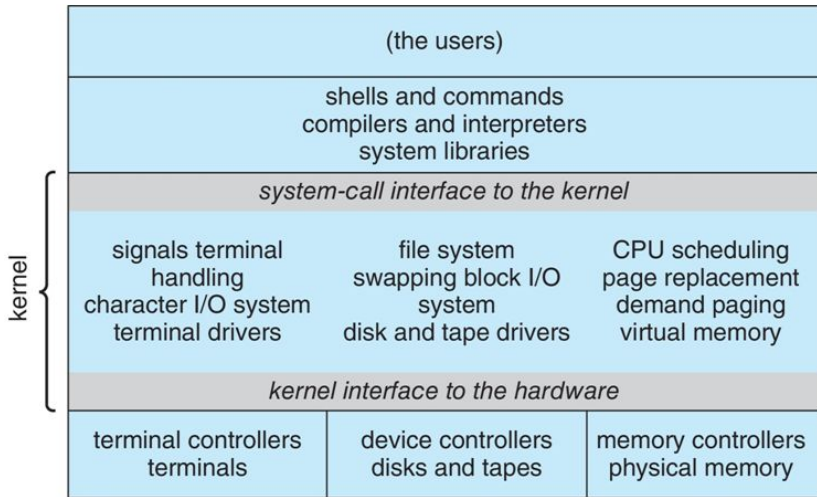 (the users)
shells and commands
compilers and interpreters
system libraries
kernel
system-call interface to the kernel
signals terminal
handling
character I/O system
terminal drivers
file system
swapping block I/O
system
disk and tape drivers
CPU scheduling
page replacement
demand paging
virtual memory
kernel interface to the hardware
terminal controllers
terminals
device controllers
disks and tapes
memory controllers
physical memory